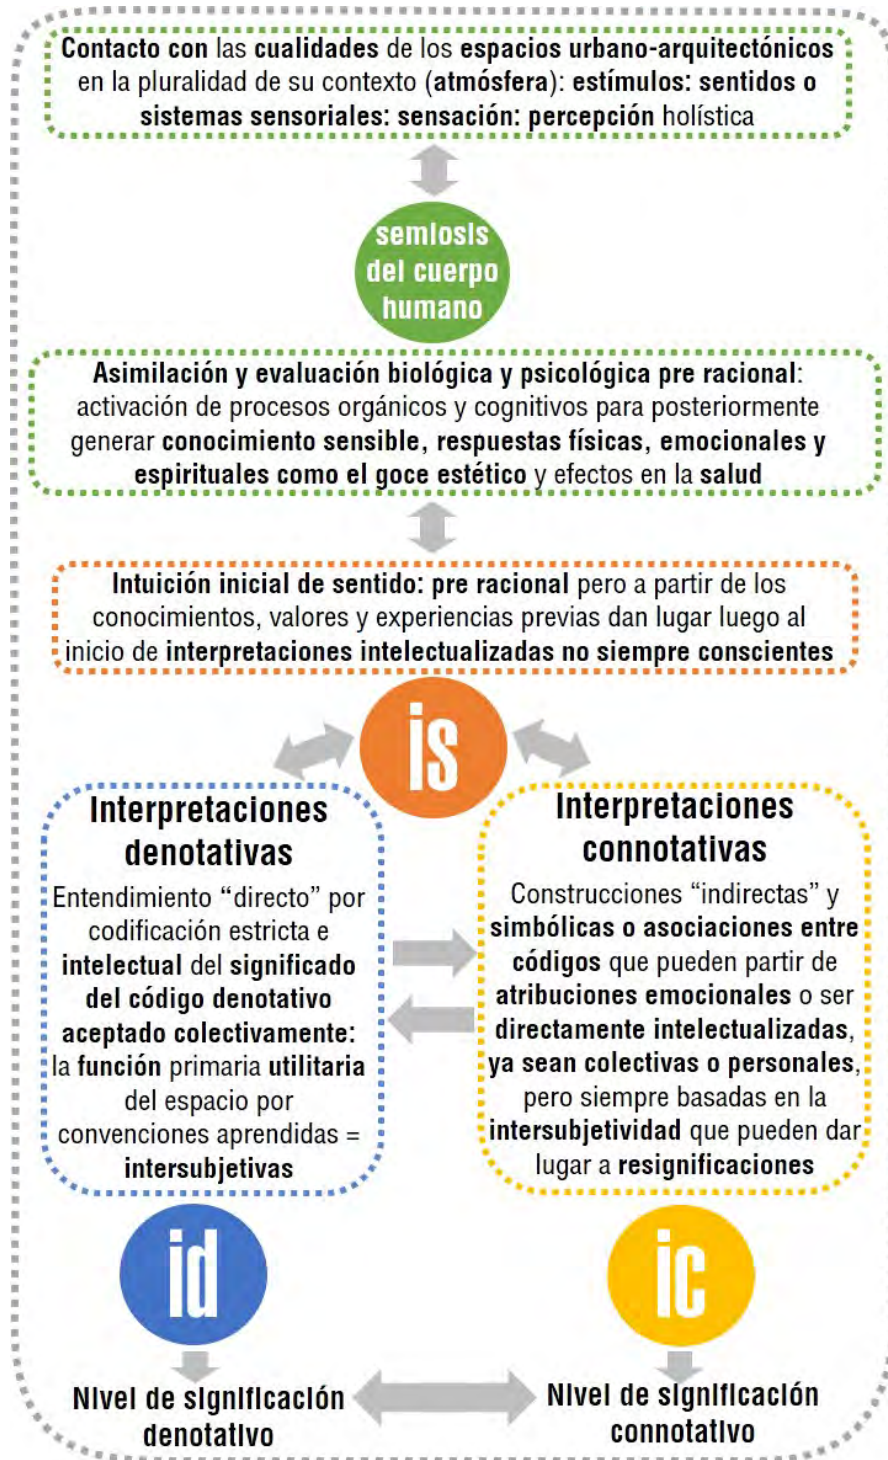 Contacto con las cualidades de los espacios urbano-arquitectónicos
en la pluralidad de su contexto (atmósfera): estímulos: sentidos o
sistemas sensoriales: sensación: percepción holística
semiosis
del cuerpo
humano
Asimilación y evaluación biológica y psicológica pre racional:
activación de procesos orgánicos y cognitivos para posteriormente
generar conocimiento sensible, respuestas físicas, emocionales y
espirituales como el goce estético y efectos en la salud
Intuición inicial de sentido: pre racional pero a partir de los
conocimientos, valores y experiencias previas dan lugar luego al
inicio de interpretaciones intelectualizadas no siempre conscientes
is
Interpretaciones
denotativas
Entendimiento “directo” por
codificación estricta e
intelectual del significado
del código denotativo
aceptado colectivamente:
la función primaria utilitaria
del espacio por
convenciones aprendidas =
intersubjetivas
id
Nivel de significación
denotativo
Interpretaciones
connotativas
Construcciones “indirectas” y
simbólicas o asociaciones entre
códigos que pueden partir de
atribuciones emocionales o ser
directamente intelectualizadas,
ya sean colectivas o personales,
pero siempre basadas en la
intersubjetividad que pueden dar
lugar a resignificaciones
ic
Nivel de significación
connotativo